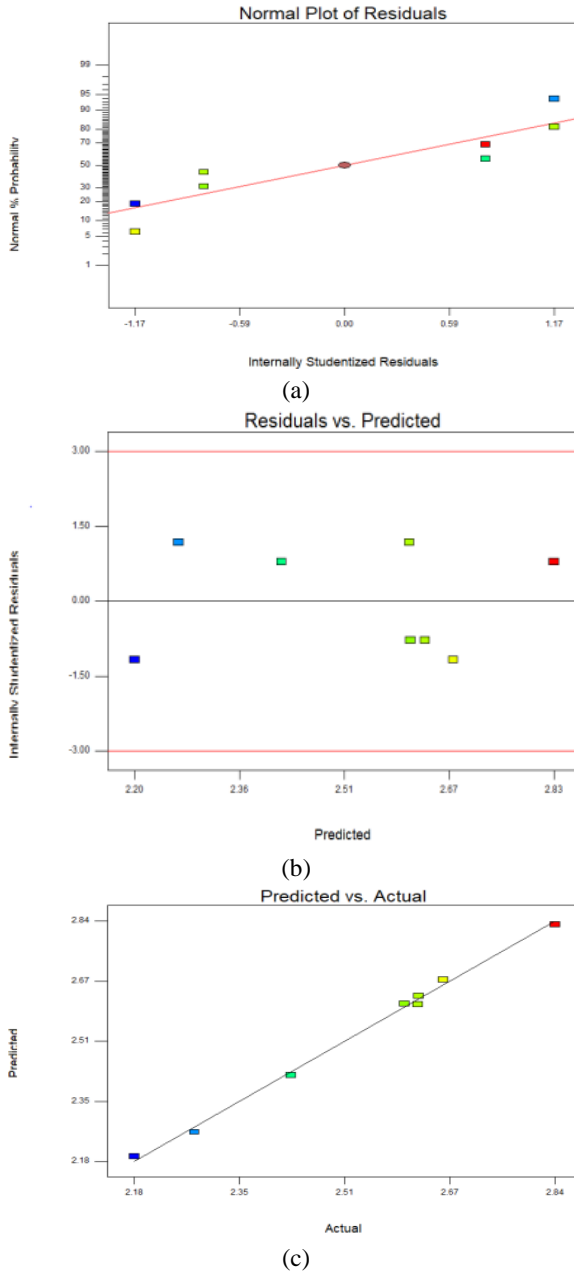 Normal Plot of Residuals
Normal % Probability
99
95
90
80
70
50
30
20
10
5
1
-1.17 -0.59 0.00 0.59 1.17
Internally Studentized Residuals
(a)
Residuals vs. Predicted
Internally Studentized Residuals
3.00
1.50
0.00
-1.50
-3.00
2.20 2.36 2.51 2.67 2.83
Predicted
(b)
Predicted vs. Actual
Predicted
2.84
2.67
2.51
2.35
2.18
2.18 2.35 2.51 2.67 2.84
Actual
(c)